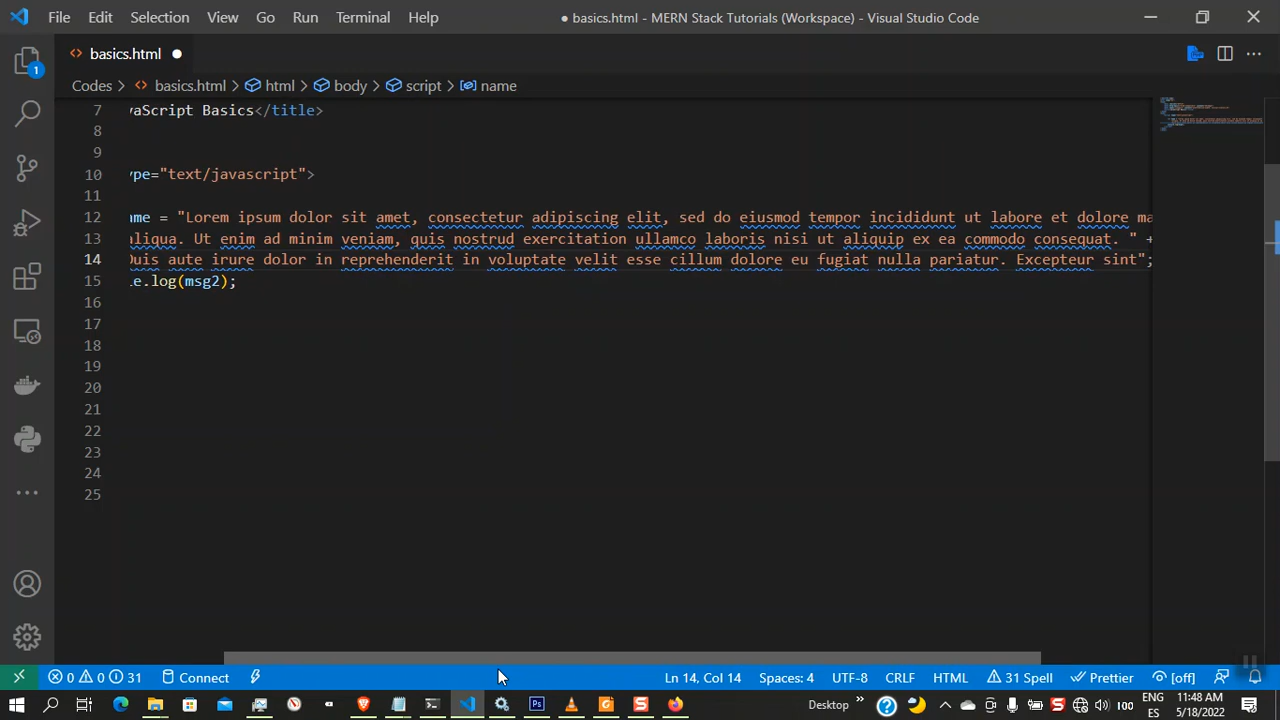 File Edit Selection View Go Run Terminal Help
● basics.html - MERN Stack Tutorials (Workspace) - Visual Studio Code
basics.html
1
Codes > basics.html > html > body > script > name
7 vaScript Basics</title>
8
9
10 ype="text/javascript">
11
12 name = "Lorem ipsum dolor sit amet, consectetur adipiscing elit, sed do eiusmod tempor incididunt ut labore et dolore ma
13 aliqua. Ut enim ad minim veniam, quis nostrud exercitation ullamco laboris nisi ut aliquip ex ea commodo consequat. " +
14 Duis aute irure dolor in reprehenderit in voluptate velit esse cillum dolore eu fugiat nulla pariatur. Excepteur sint";
15 le.log(msg2);
16
17
18
19
20
21
22
23
24
25
0 0 31 Connect Ln 14, Col 14 Spaces: 4 UTF-8 CRLF HTML 31 Spell Prettier [off]
Desktop » 100 ENG 11:48 AM
ES 5/18/2022